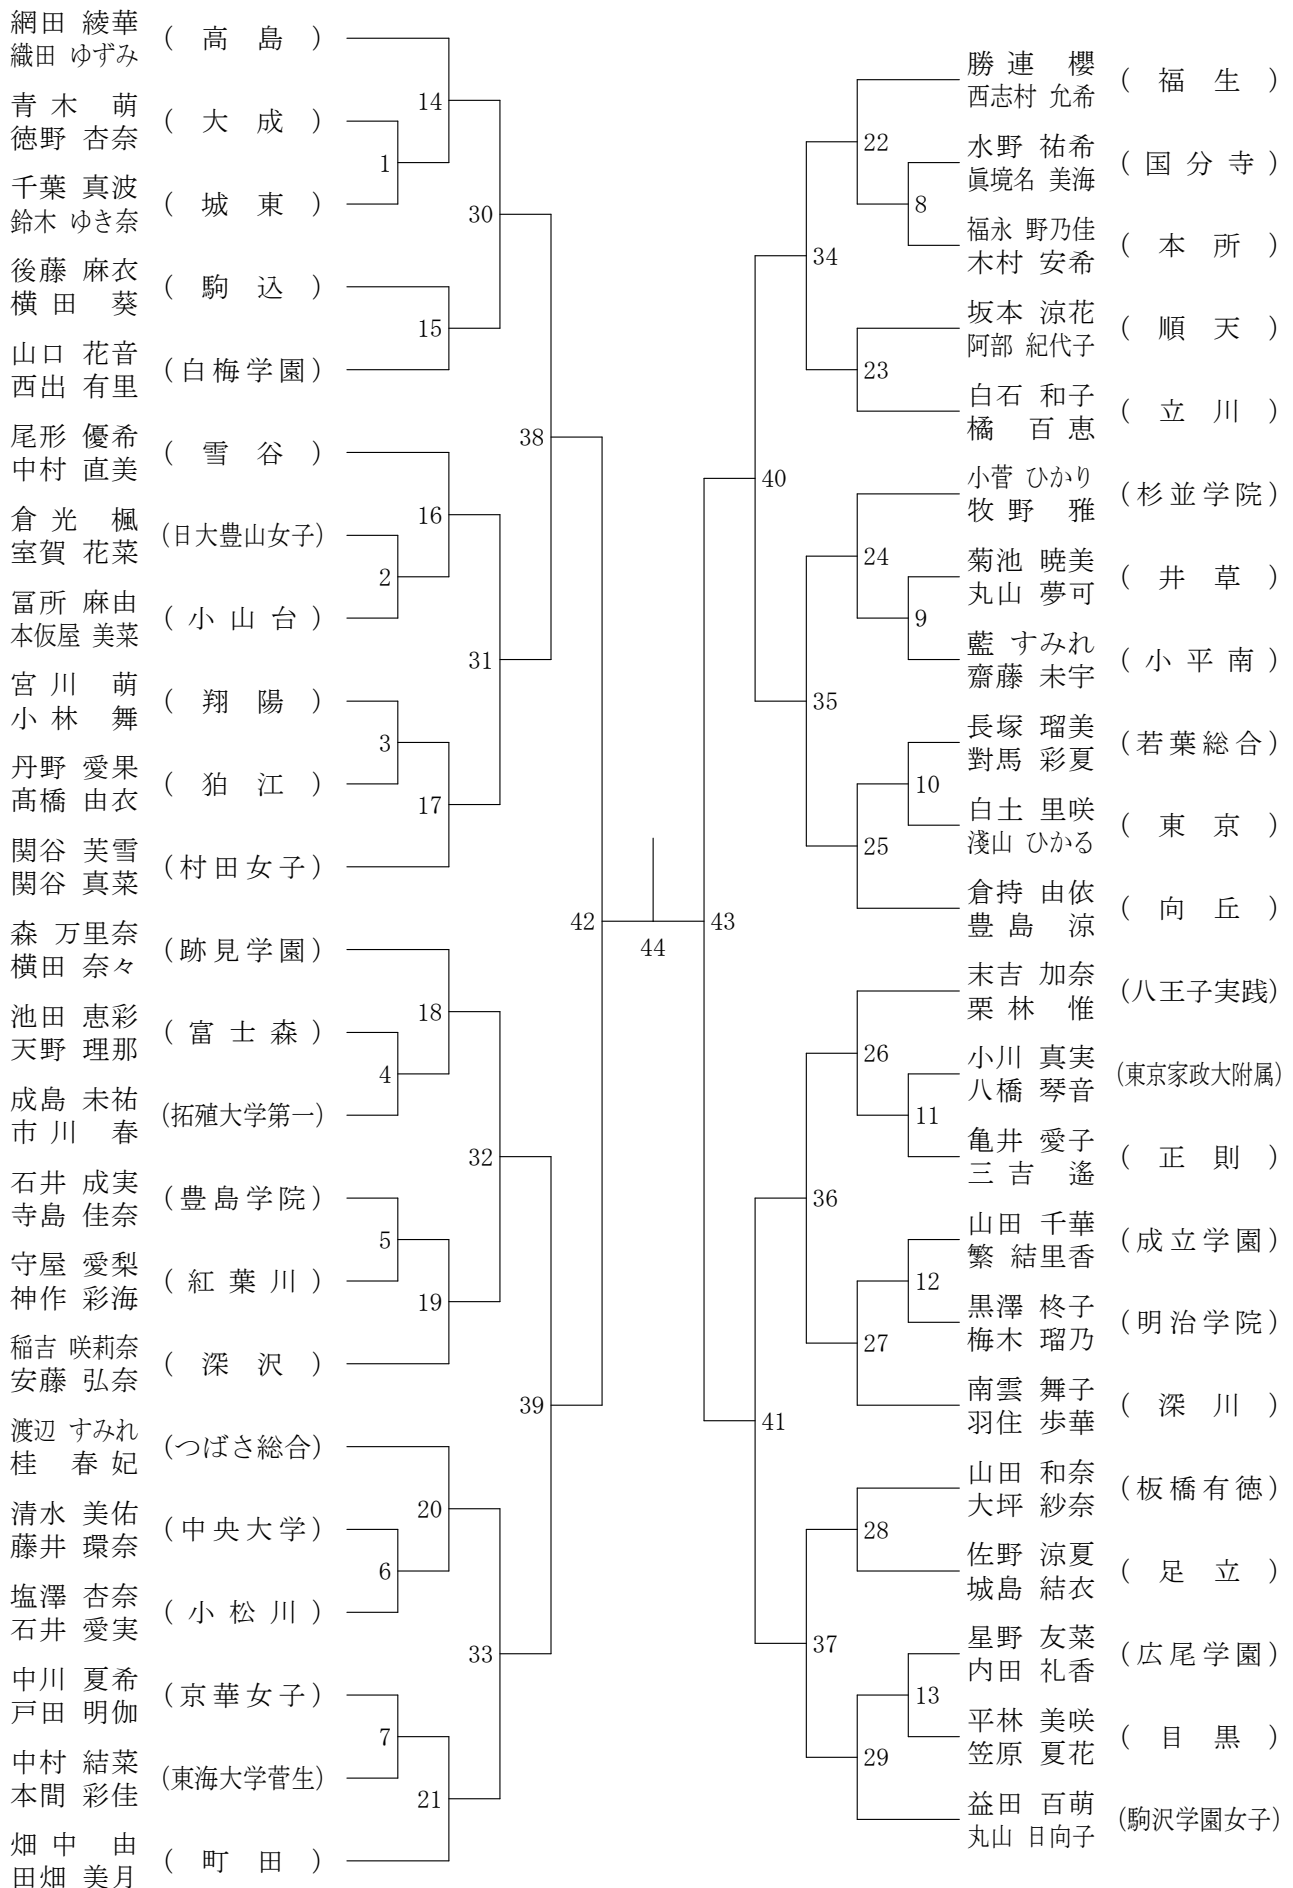 網田 綾華
織田 ゆずみ
( 高 島 )
青木 萌
徳野 杏奈
( 大 成 )
千葉 真波
鈴木 ゆき奈
( 城 東 )
後藤 麻衣
横田 葵
( 駒 込 )
山口 花音
西出 有里
(白梅学園)
尾形 優希
中村 直美
( 雪 谷 )
倉光 楓
室賀 花菜
(日大豊山女子)
冨所 麻由
本仮屋 美菜
( 小 山 台 )
宮川 萌
小林 舞
( 翔 陽 )
丹野 愛果
髙橋 由衣
( 狛 江 )
関谷 芙雪
関谷 真菜
(村田女子)
森 万里奈
横田 奈々
(跡見学園)
池田 恵彩
天野 理那
( 富 士 森 )
成島 未祐
市川 春
(拓殖大学第一)
石井 成実
寺島 佳奈
(豊島学院)
守屋 愛梨
神作 彩海
( 紅 葉 川 )
稲吉 咲莉奈
安藤 弘奈
( 深 沢 )
渡辺 すみれ
桂 春妃
(つばさ総合)
清水 美佑
藤井 環奈
(中央大学)
塩澤 杏奈
石井 愛実
( 小 松 川 )
中川 夏希
戸田 明伽
(京華女子)
中村 結菜
本間 彩佳
(東海大学菅生)
畑中 由
田畑 美月
( 町 田 )
1
2
3
4
5
6
7
14
15
16
17
18
19
20
21
30
31
32
33
38
39
42
44
43
40
41
34
35
36
37
22
23
24
25
26
27
28
29
8
9
10
11
12
13
勝連 櫻
西志村 允希
( 福 生 )
水野 祐希
眞境名 美海
( 国 分 寺 )
福永 野乃佳
木村 安希
( 本 所 )
坂本 涼花
阿部 紀代子
( 順 天 )
白石 和子
橘 百恵
( 立 川 )
小菅 ひかり
牧野 雅
(杉並学院)
菊池 暁美
丸山 夢可
( 井 草 )
藍 すみれ
齋藤 未宇
( 小 平 南 )
長塚 瑠美
對馬 彩夏
(若葉総合)
白土 里咲
淺山 ひかる
( 東 京 )
倉持 由依
豊島 涼
( 向 丘 )
末吉 加奈
栗林 惟
(八王子実践)
小川 真実
八橋 琴音
(東京家政大附属)
亀井 愛子
三吉 遙
( 正 則 )
山田 千華
繁 結里香
(成立学園)
黒澤 柊子
梅木 瑠乃
(明治学院)
南雲 舞子
羽住 歩華
( 深 川 )
山田 和奈
大坪 紗奈
(板橋有徳)
佐野 涼夏
城島 結衣
( 足 立 )
星野 友菜
内田 礼香
(広尾学園)
平林 美咲
笠原 夏花
( 目 黒 )
益田 百萌
丸山 日向子
(駒沢学園女子)